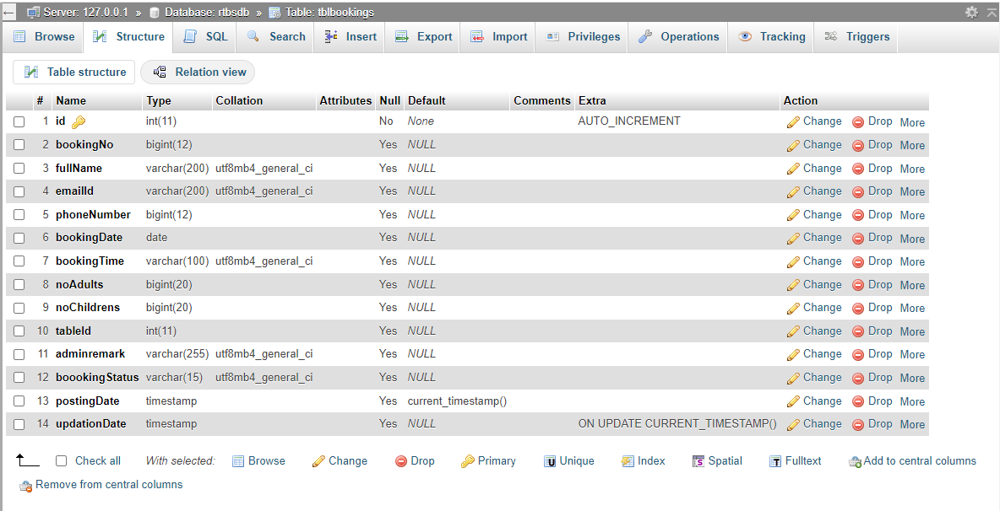 Server: 127.0.0.1 » Database: rtbsdb » Table: tblbookings
Browse Structure SQL Search Insert Export Import Privileges Operations Tracking Triggers
Table structure Relation view
# Name Type Collation Attributes Null Default Comments Extra Action
1 id int(11) No None AUTO_INCREMENT Change Drop More
2 bookingNo bigint(12) Yes NULL Change Drop More
3 fullName varchar(200) utf8mb4_general_ci Yes NULL Change Drop More
4 emailId varchar(200) utf8mb4_general_ci Yes NULL Change Drop More
5 phoneNumber bigint(12) Yes NULL Change Drop More
6 bookingDate date Yes NULL Change Drop More
7 bookingTime varchar(100) utf8mb4_general_ci Yes NULL Change Drop More
8 noAdults bigint(20) Yes NULL Change Drop More
9 noChildrens bigint(20) Yes NULL Change Drop More
10 tableId int(11) Yes NULL Change Drop More
11 adminremark varchar(255) utf8mb4_general_ci Yes NULL Change Drop More
12 boookingStatus varchar(15) utf8mb4_general_ci Yes NULL Change Drop More
13 postingDate timestamp Yes current_timestamp() Change Drop More
14 updationDate timestamp Yes NULL ON UPDATE CURRENT_TIMESTAMP() Change Drop More
Check all With selected: Browse Change Drop Primary Unique Index Spatial Fulltext Add to central columns
Remove from central columns